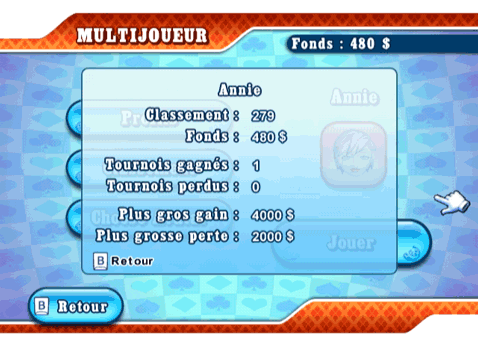 MULTIJOUEUR
Fonds : 480 $
Annie
Classement : 279
Fonds : 480 $
Tournois gagnés : 1
Tournois perdus : 0
Plus gros gain : 4000 $
Plus grosse perte : 2000 $
B Retour
Annie
Jouer
B Retour